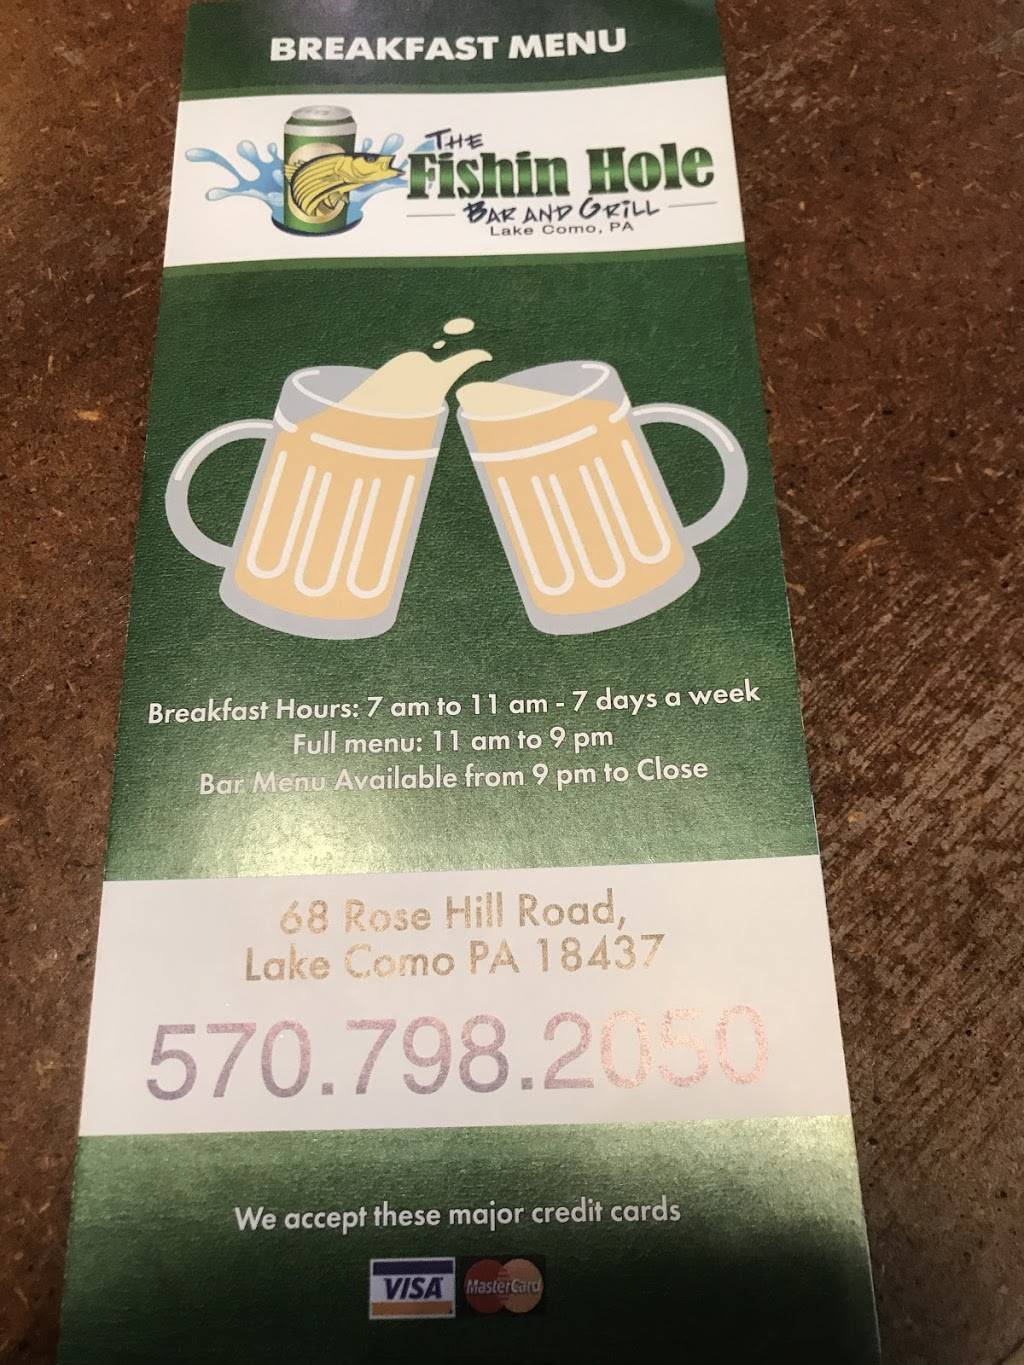 BREAKFAST MENU
THE
Fishin Hole
BAR AND GRILL
Lake Como, PA
Breakfast Hours: 7 am to 11 am - 7 days a week
Full menu: 11 am to 9 pm
Bar Menu Available from 9 pm to Close
68 Rose Hill Road,
Lake Como PA 18437
570.798.2050
We accept these major credit cards
VISA MasterCard